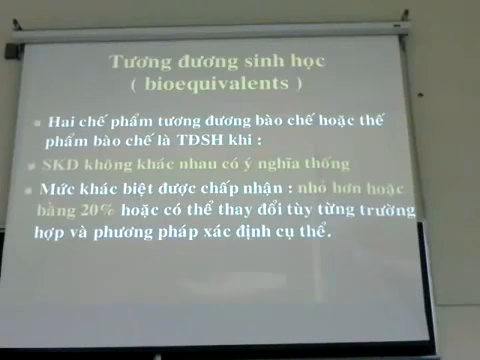 Tương đương sinh học
( bioequivalents )
Hai chế phẩm tương đương bào chế hoặc thế
phẩm bào chế là TĐSH khi :
SKD không khác nhau có ý nghĩa thống
Mức khác biệt được chấp nhận : nhỏ hơn hoặc
bằng 20% hoặc có thể thay đổi tùy từng trường
hợp và phương pháp xác định cụ thể.